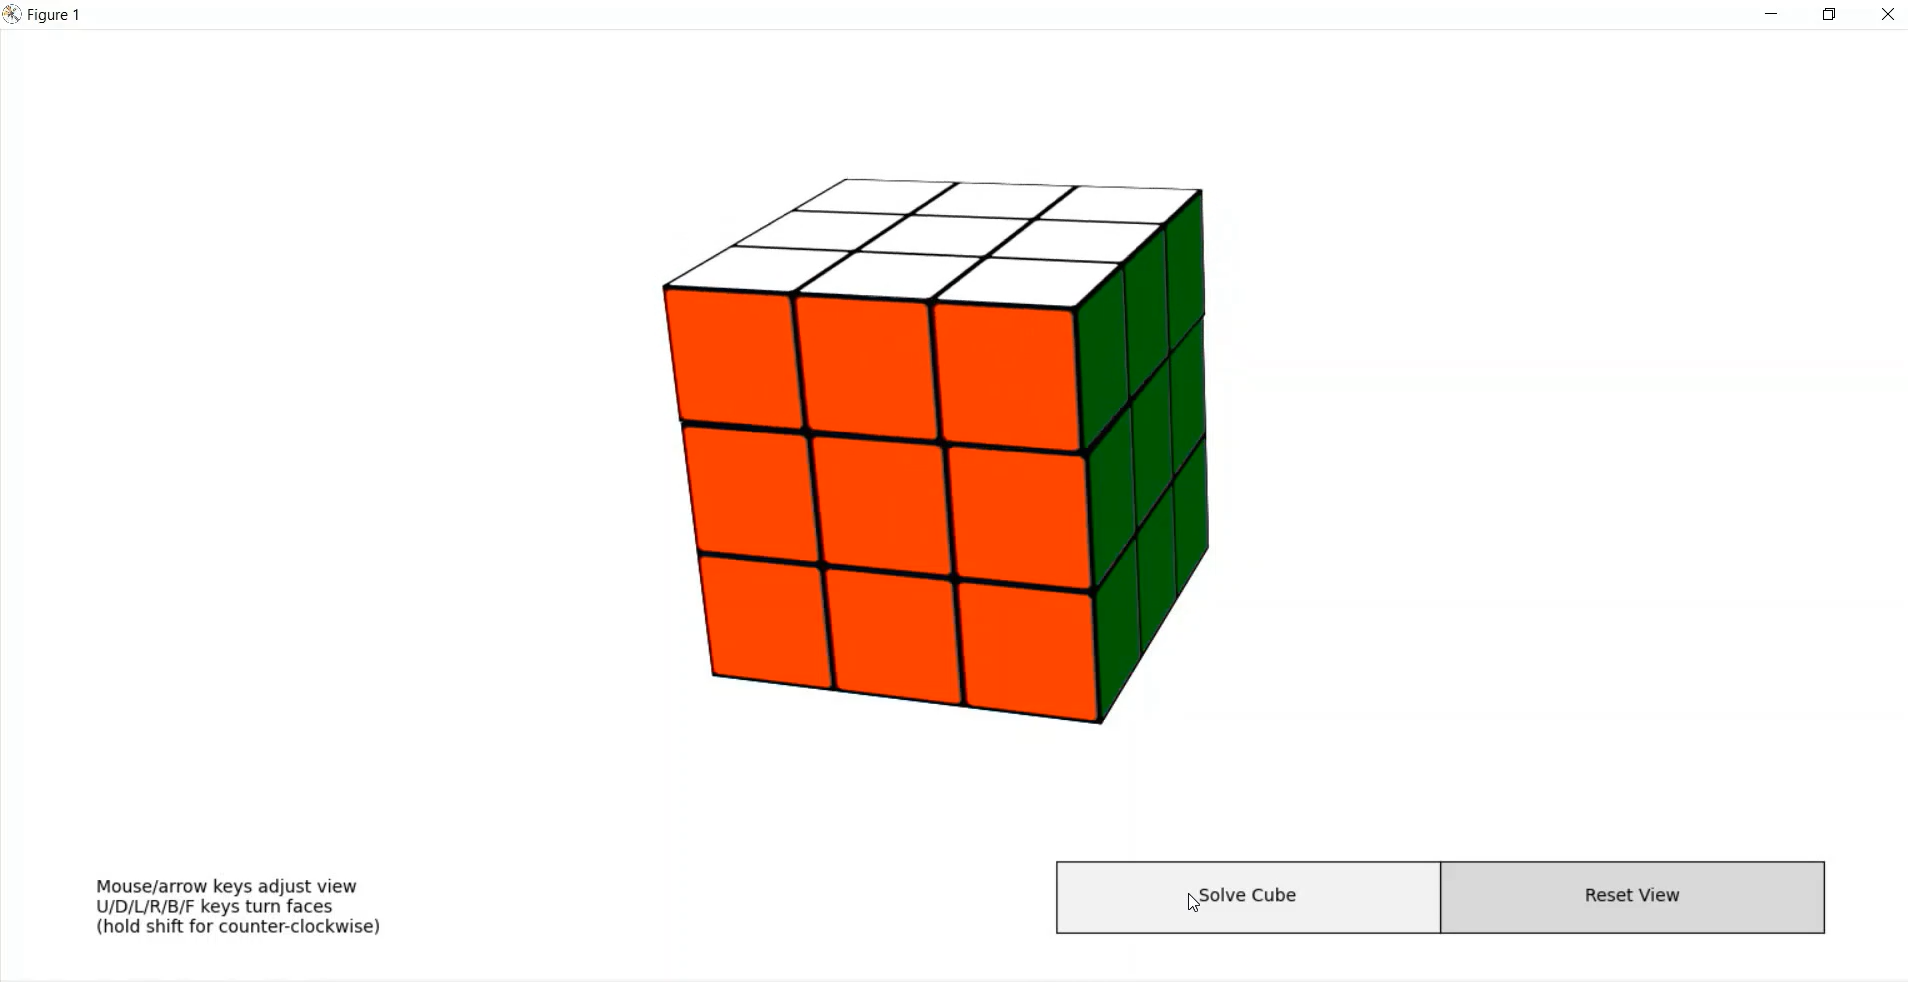 Figure 1
Mouse/arrow keys adjust view
U/D/L/R/B/F keys turn faces
(hold shift for counter-clockwise)
Solve Cube
Reset View